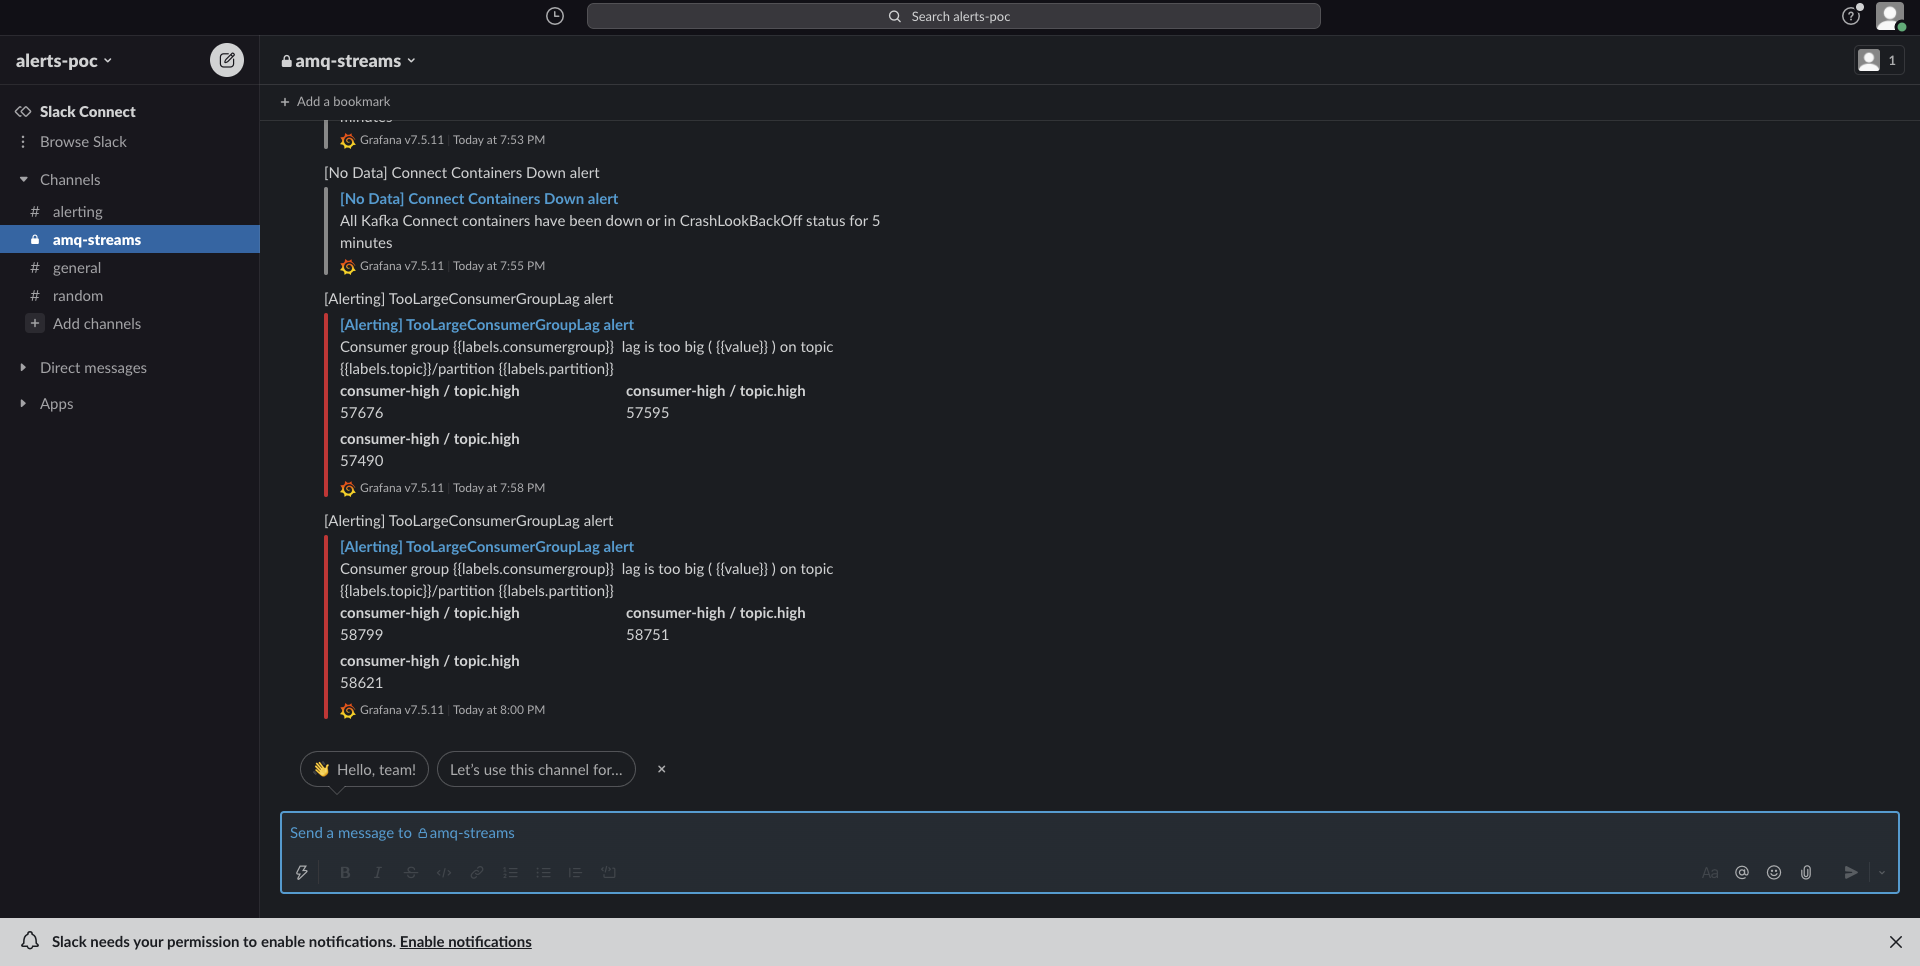 Search alerts-poc
alerts-poc
Slack Connect
Browse Slack
Channels
# alerting
amq-streams
# general
# random
+ Add channels
Direct messages
Apps
amq-streams
1
+ Add a bookmark
minutes
Grafana v7.5.11 | Today at 7:53 PM
[No Data] Connect Containers Down alert
[No Data] Connect Containers Down alert
All Kafka Connect containers have been down or in CrashLookBackOff status for 5
minutes
Grafana v7.5.11 | Today at 7:55 PM
[Alerting] TooLargeConsumerGroupLag alert
[Alerting] TooLargeConsumerGroupLag alert
Consumer group {{labels.consumergroup}} lag is too big ( {{value}} ) on topic
{{labels.topic}}/partition {{labels.partition}}
consumer-high / topic.high consumer-high / topic.high
57676 57595
consumer-high / topic.high
57490
Grafana v7.5.11 | Today at 7:58 PM
[Alerting] TooLargeConsumerGroupLag alert
[Alerting] TooLargeConsumerGroupLag alert
Consumer group {{labels.consumergroup}} lag is too big ( {{value}} ) on topic
{{labels.topic}}/partition {{labels.partition}}
consumer-high / topic.high consumer-high / topic.high
58799 58751
consumer-high / topic.high
58621
Grafana v7.5.11 | Today at 8:00 PM
👋 Hello, team! Let’s use this channel for... ×
Send a message to amq-streams
B I S </> Aa @
Slack needs your permission to enable notifications. Enable notifications